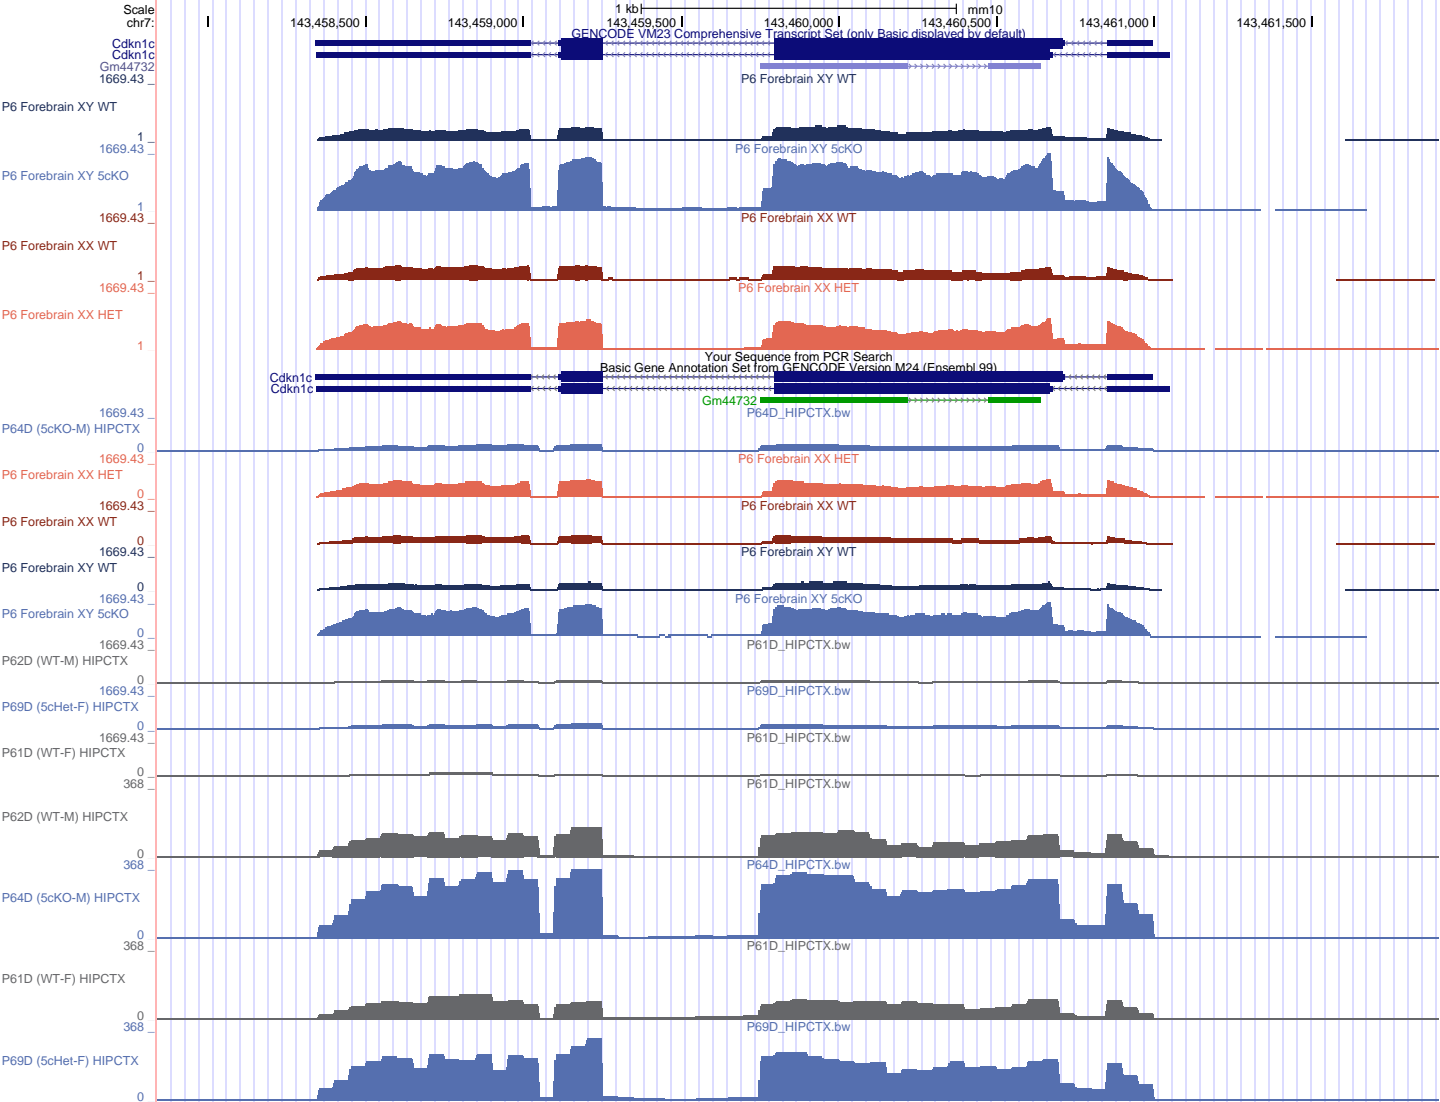 Scale 1 kb mm10
chr7: 143,458,500 143,459,000 143,459,500 143,460,000 143,460,500 143,461,000 143,461,500
GENCODE VM23 Comprehensive Transcript Set (only Basic displayed by default)
Cdkn1c
Cdkn1c
Gm44732
1669.43 _ P6 Forebrain XY WT
P6 Forebrain XY WT
1 _
1669.43 _ P6 Forebrain XY 5cKO
P6 Forebrain XY 5cKO
1 _
1669.43 _ P6 Forebrain XX WT
P6 Forebrain XX WT
1 _
1669.43 _ P6 Forebrain XX HET
P6 Forebrain XX HET
1 _
Your Sequence from PCR Search
Basic Gene Annotation Set from GENCODE Version M24 (Ensembl 99)
Cdkn1c
Cdkn1c
Gm44732
1669.43 _ P64D_HIPCTX.bw
P64D (5cKO-M) HIPCTX
0 _
1669.43 _ P6 Forebrain XX HET
P6 Forebrain XX HET
0 _
1669.43 _ P6 Forebrain XX WT
P6 Forebrain XX WT
0 _
1669.43 _ P6 Forebrain XY WT
P6 Forebrain XY WT
0 _
1669.43 _ P6 Forebrain XY 5cKO
P6 Forebrain XY 5cKO
0 _
1669.43 _ P61D_HIPCTX.bw
P62D (WT-M) HIPCTX
0 _
1669.43 _ P69D_HIPCTX.bw
P69D (5cHet-F) HIPCTX
0 _
1669.43 _ P61D_HIPCTX.bw
P61D (WT-F) HIPCTX
0 _
368 _ P61D_HIPCTX.bw
P62D (WT-M) HIPCTX
0 _
368 _ P64D_HIPCTX.bw
P64D (5cKO-M) HIPCTX
0 _
368 _ P61D_HIPCTX.bw
P61D (WT-F) HIPCTX
0 _
368 _ P69D_HIPCTX.bw
P69D (5cHet-F) HIPCTX
0 _